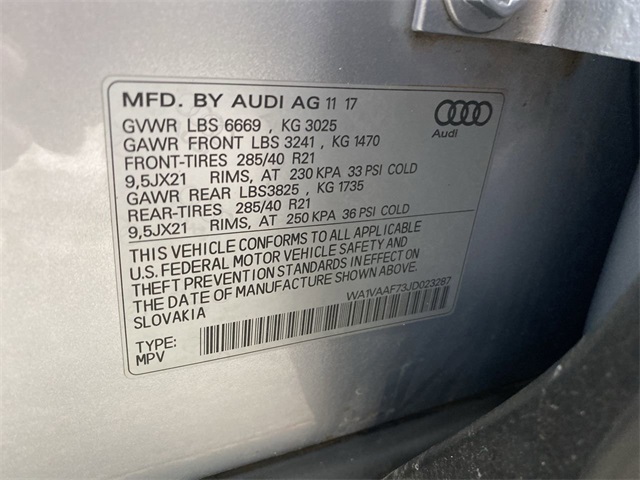 MFD. BY AUDI AG 11 17
Audi
GVWR LBS 6669 , KG 3025
GAWR FRONT LBS 3241 , KG 1470
FRONT-TIRES 285/40 R21
9,5JX21 RIMS, AT 230 KPA 33 PSI COLD
GAWR REAR LBS3825 , KG 1735
REAR-TIRES 285/40 R21
9,5JX21 RIMS, AT 250 KPA 36 PSI COLD
THIS VEHICLE CONFORMS TO ALL APPLICABLE
U.S. FEDERAL MOTOR VEHICLE SAFETY AND
THEFT PREVENTION STANDARDS IN EFFECT ON
THE DATE OF MANUFACTURE SHOWN ABOVE.
SLOVAKIA
WA1VAAF73JD023287
TYPE:
MPV